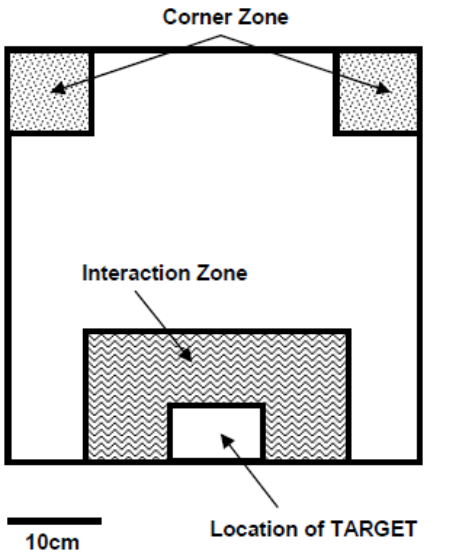 Corner Zone
Interaction Zone
Location of TARGET
10cm